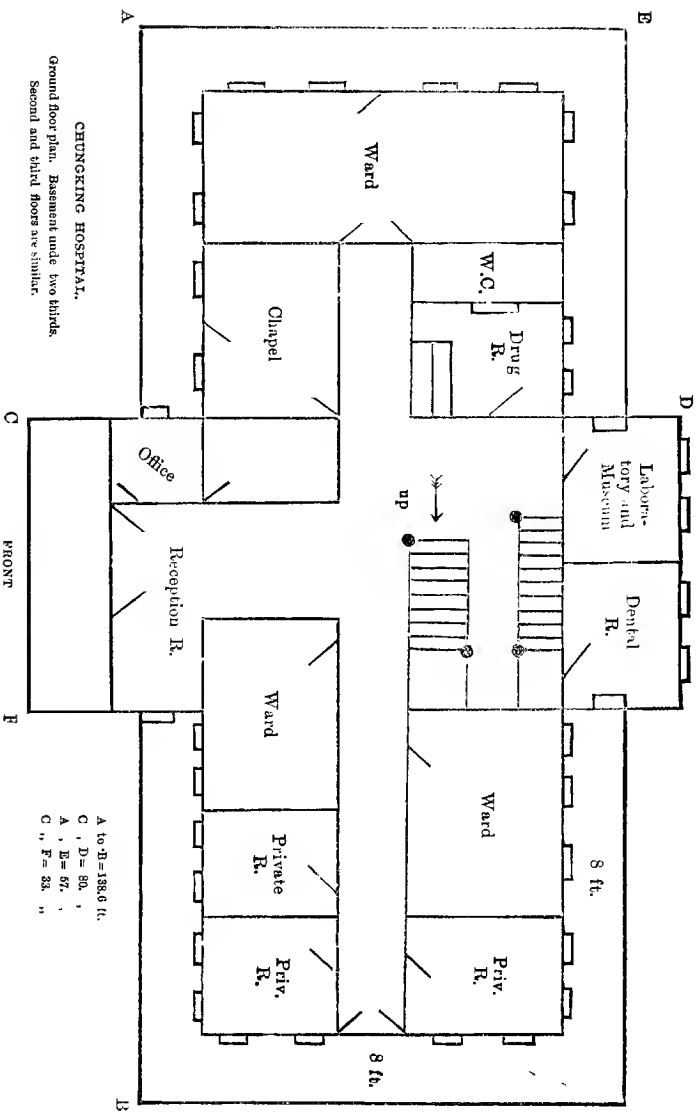 E
D
Labora-
tory and
Museum
Dental
R.
8 ft.
W.C.
Drug
R.
up
Ward
Priv.
R.
Ward
8 ft.
Chapel
Ward
Private
R.
Priv.
R.
Office
Reception R.
A
C
FRONT
F
B
CHUNGKING HOSPITAL.
Ground floor plan. Basement unde two thirds.
Second and third floors are similar.
A to B=138.6 ft.
C , D= 80. ,
A , E= 57. ,
C ,, F= 33. ,,